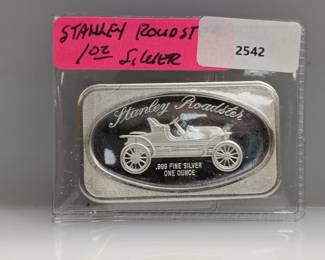 STANLEY ROADST
1oz SILVER
2542
Stanley Roadster
.999 FINE SILVER
ONE OUNCE